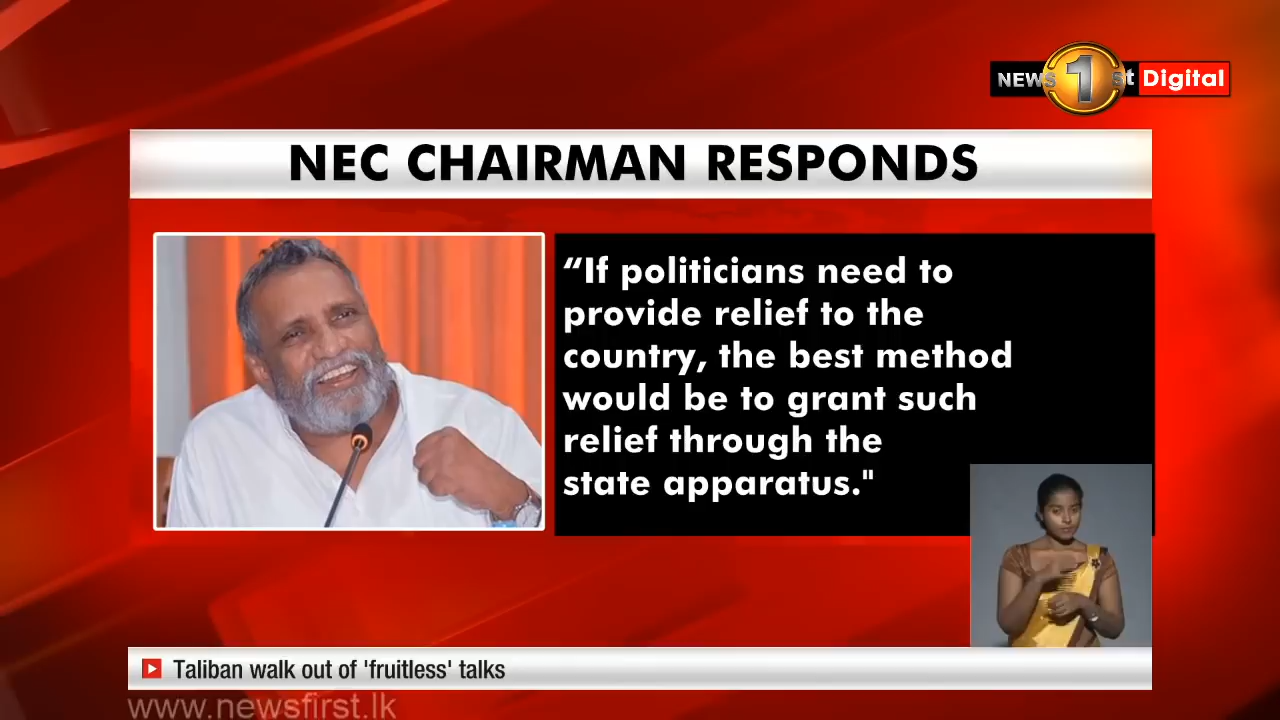 NEWS 1st Digital
NEC CHAIRMAN RESPONDS
“If politicians need to
provide relief to the
country, the best method
would be to grant such
relief through the
state apparatus."
Taliban walk out of 'fruitless' talks
www.newsfirst.lk